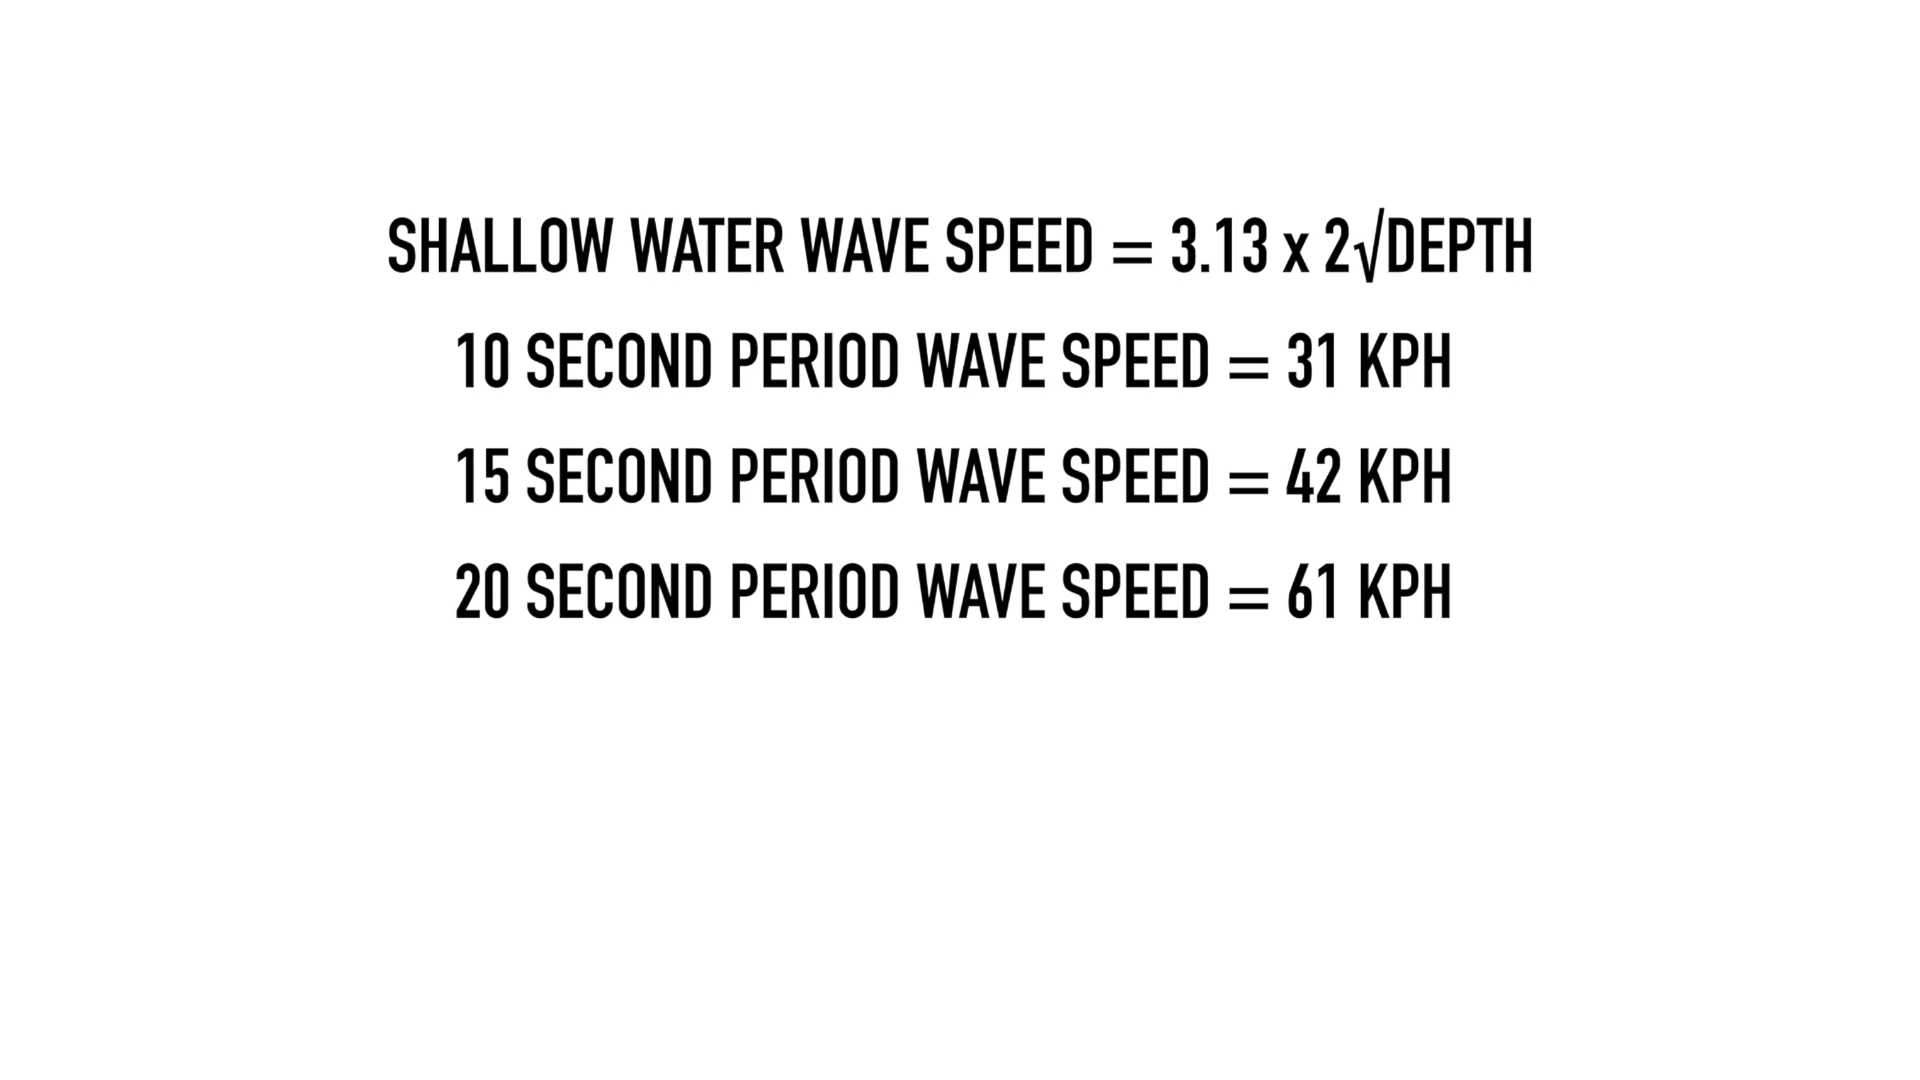 SHALLOW WATER WAVE SPEED = 3.13 x 2√DEPTH
10 SECOND PERIOD WAVE SPEED = 31 KPH
15 SECOND PERIOD WAVE SPEED = 42 KPH
20 SECOND PERIOD WAVE SPEED = 61 KPH